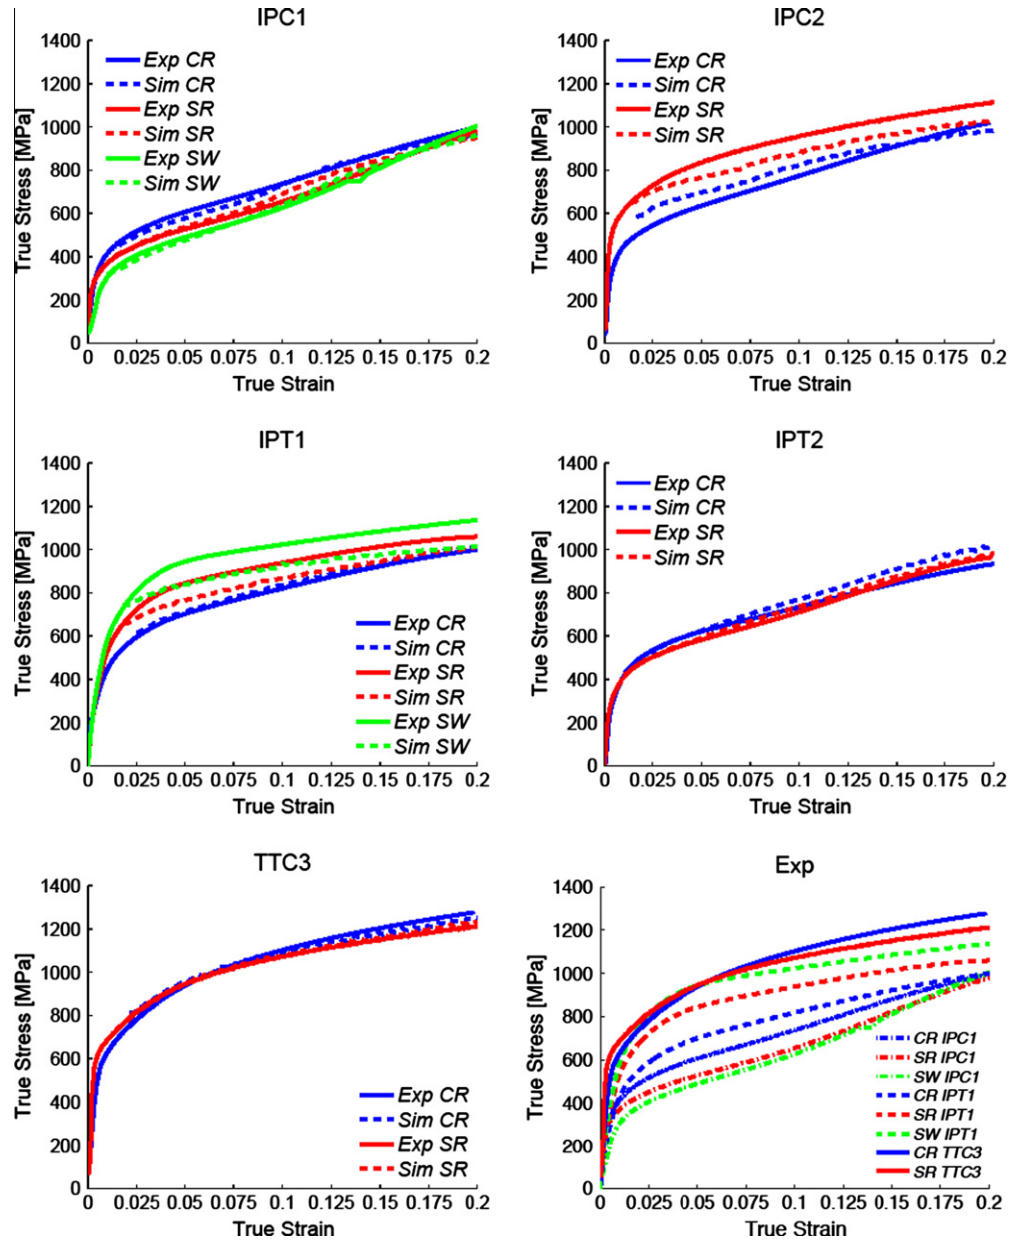 IPC1
1400
1200
1000
800
600
400
200
0
True Stress [MPa]
Exp CR
Sim CR
Exp SR
Sim SR
Exp SW
Sim SW
0 0.025 0.05 0.075 0.1 0.125 0.15 0.175 0.2
True Strain
IPC2
1400
1200
1000
800
600
400
200
0
True Stress [MPa]
Exp CR
Sim CR
Exp SR
Sim SR
0 0.025 0.05 0.075 0.1 0.125 0.15 0.175 0.2
True Strain
IPT1
1400
1200
1000
800
600
400
200
0
True Stress [MPa]
Exp CR
Sim CR
Exp SR
Sim SR
Exp SW
Sim SW
0 0.025 0.05 0.075 0.1 0.125 0.15 0.175 0.2
True Strain
IPT2
1400
1200
1000
800
600
400
200
0
True Stress [MPa]
Exp CR
Sim CR
Exp SR
Sim SR
0 0.025 0.05 0.075 0.1 0.125 0.15 0.175 0.2
True Strain
TTC3
1400
1200
1000
800
600
400
200
0
True Stress [MPa]
Exp CR
Sim CR
Exp SR
Sim SR
0 0.025 0.05 0.075 0.1 0.125 0.15 0.175 0.2
True Strain
Exp
1400
1200
1000
800
600
400
200
0
True Stress [MPa]
CR IPC1
SR IPC1
SW IPC1
CR IPT1
SR IPT1
SW IPT1
CR TTC3
SR TTC3
0 0.025 0.05 0.075 0.1 0.125 0.15 0.175 0.2
True Strain